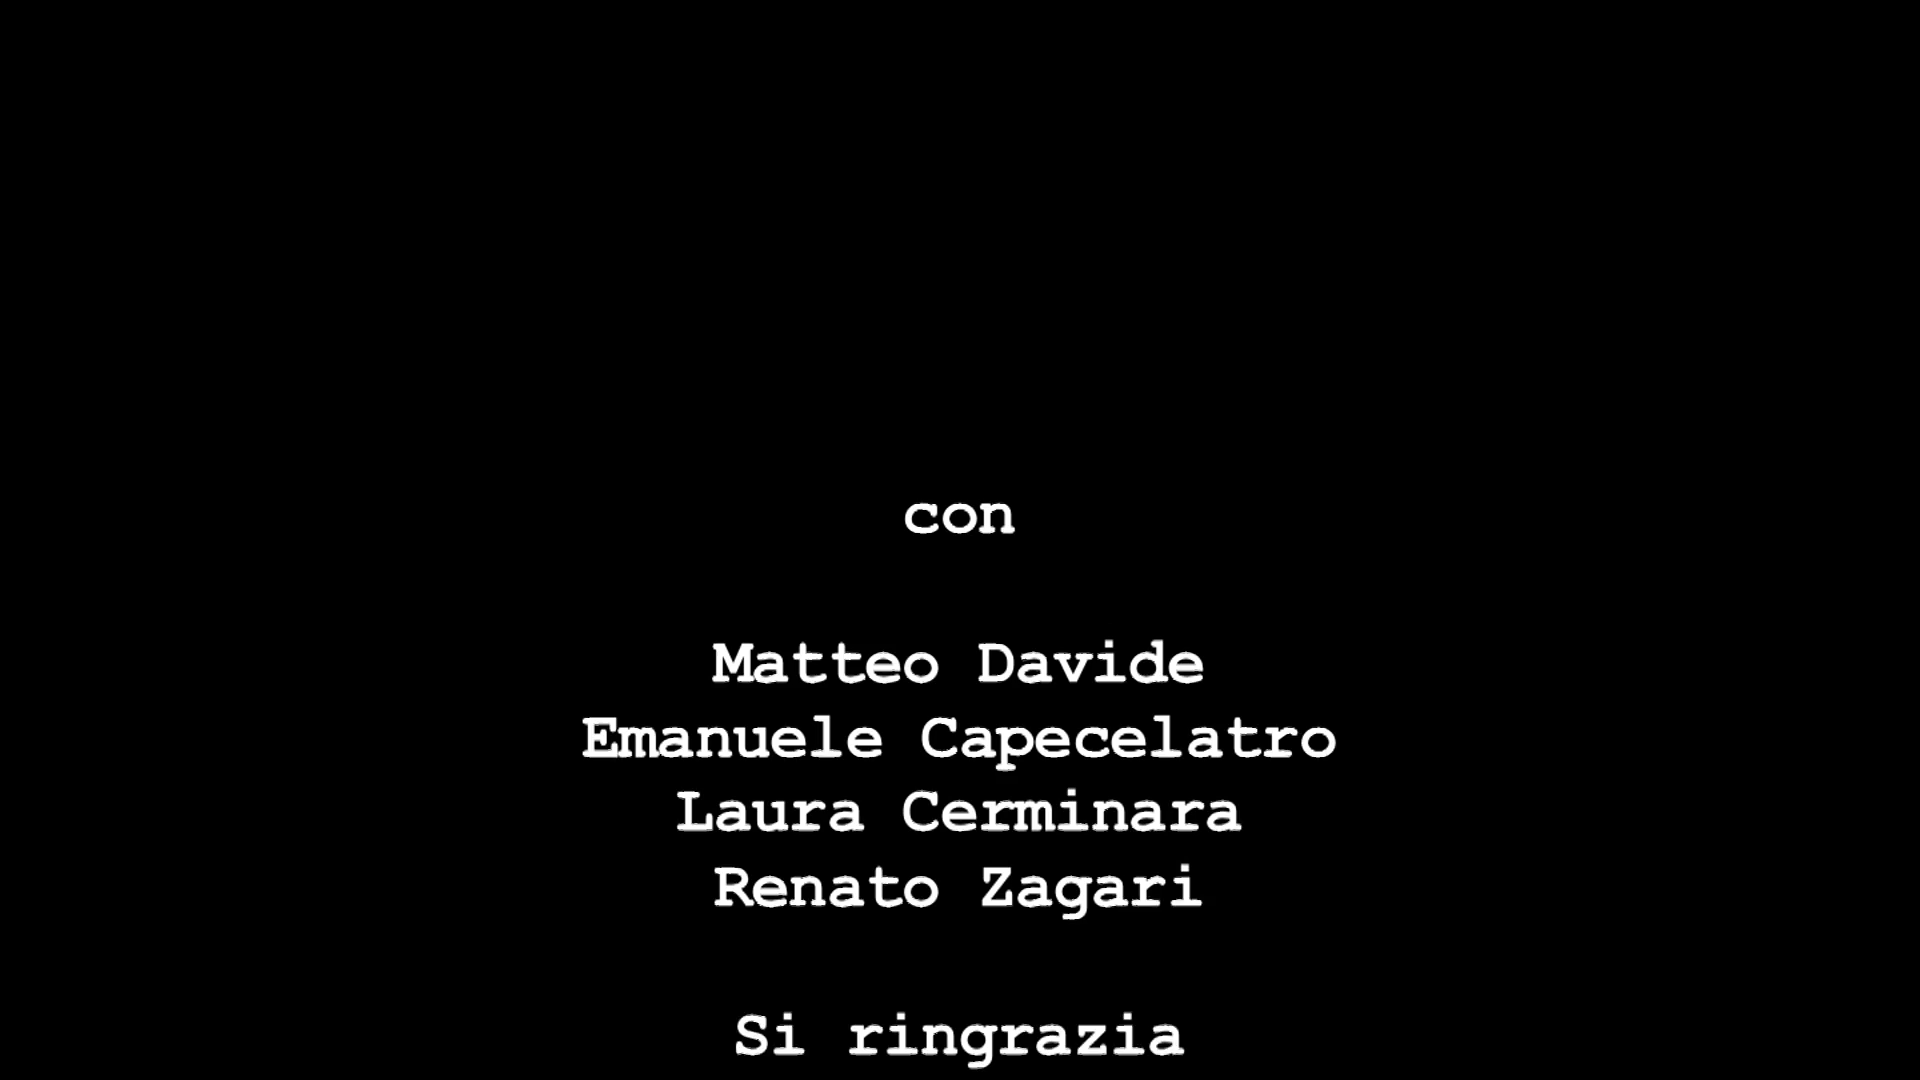 con
Matteo Davide
Emanuele Capecelatro
Laura Cerminara
Renato Zagari
Si ringrazia